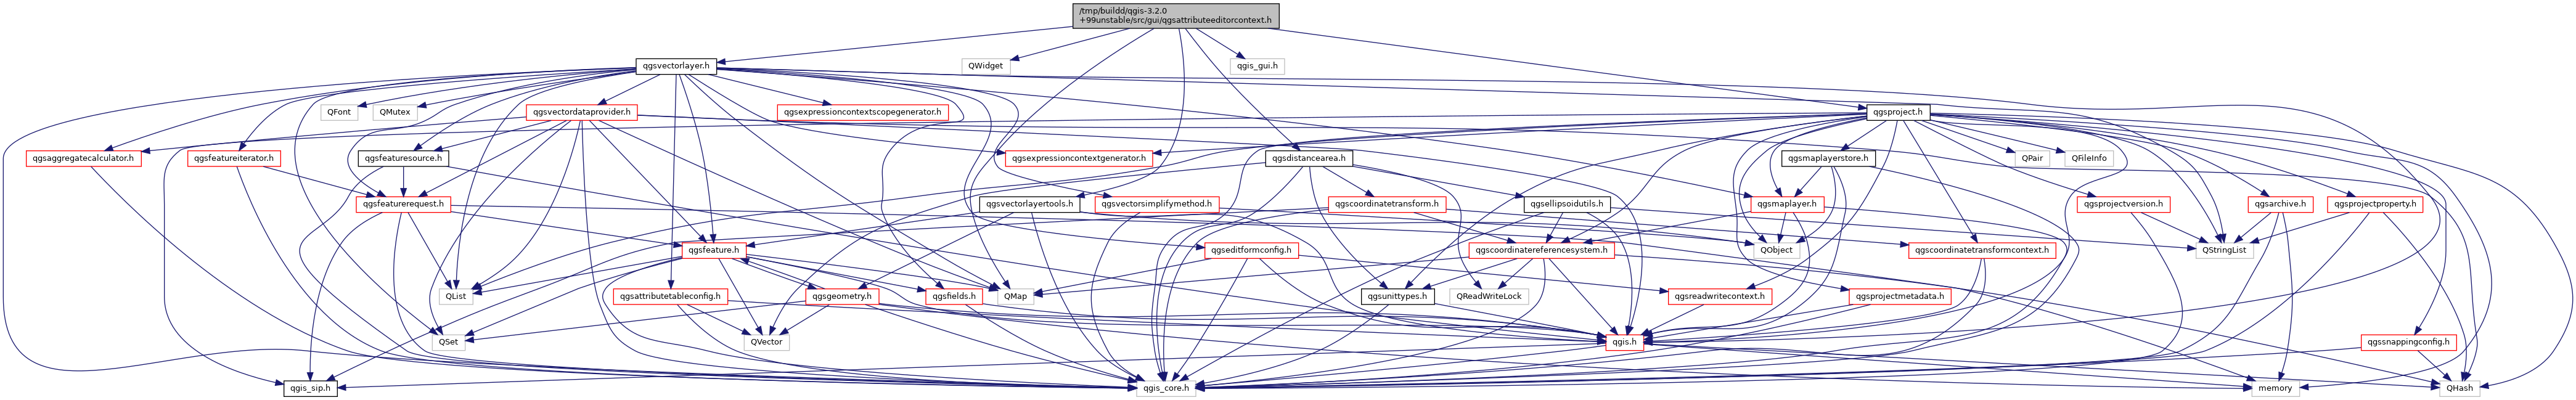 /tmp/buildd/qgis-3.2.0
+99unstable/src/gui/qgsattributeeditorcontext.h
qgsvectorlayer.h
QWidget
qgis_gui.h
QFont
QMutex
qgsvectordataprovider.h
qgsexpressioncontextscopegenerator.h
qgsproject.h
qgsaggregatecalculator.h
qgsfeatureiterator.h
qgsfeaturesource.h
qgsexpressioncontextgenerator.h
qgsdistancearea.h
qgsmaplayerstore.h
QPair
QFileInfo
qgsfeaturerequest.h
qgsvectorlayertools.h
qgsvectorsimplifymethod.h
qgscoordinatetransform.h
qgsellipsoidutils.h
qgsmaplayer.h
qgsprojectversion.h
qgsarchive.h
qgsprojectproperty.h
qgsfeature.h
qgseditformconfig.h
qgscoordinatereferencesystem.h
QObject
qgscoordinatetransformcontext.h
QStringList
QList
qgsattributetableconfig.h
qgsgeometry.h
qgsfields.h
QMap
qgsunittypes.h
QReadWriteLock
qgsreadwritecontext.h
qgsprojectmetadata.h
QSet
QVector
qgis.h
qgssnappingconfig.h
qgis_sip.h
qgis_core.h
memory
QHash